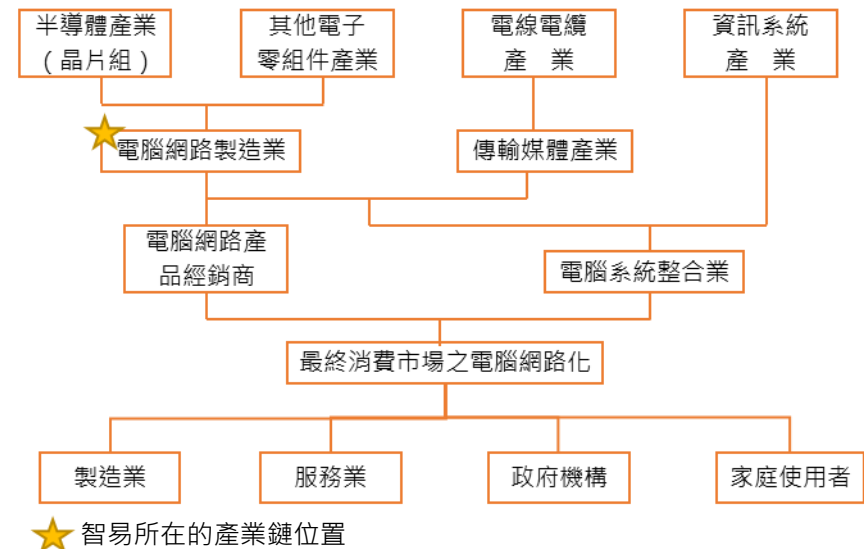 半導體產業
（晶片組）
其他電子
零組件產業
電線電纜
產　業
資訊系統
產　業
電腦網路製造業
傳輸媒體產業
電腦網路產
品經銷商
電腦系統整合業
最終消費市場之電腦網路化
製造業
服務業
政府機構
家庭使用者
智易所在的產業鏈位置